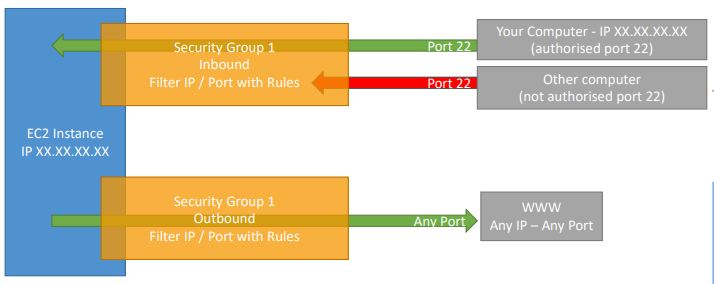 Security Group 1
Inbound
Filter IP / Port with Rules
Port 22
Your Computer - IP XX.XX.XX.XX
(authorised port 22)
Port 22
Other computer
(not authorised port 22)
EC2 Instance
IP XX.XX.XX.XX
Security Group 1
Outbound
Filter IP / Port with Rules
Any Port
WWW
Any IP – Any Port